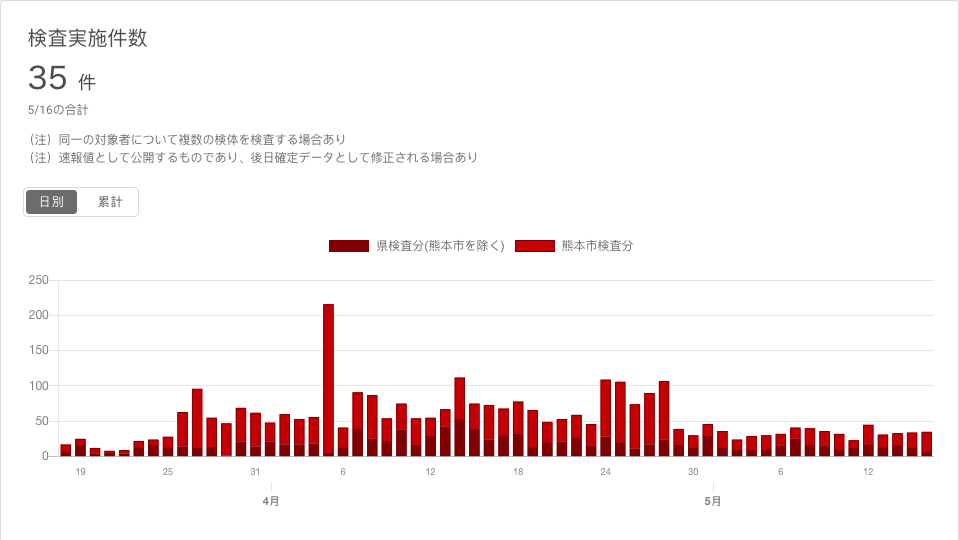 検査実施件数
35 件
5/16の合計
（注）同一の対象者について複数の検体を検査する場合あり
（注）速報値として公開するものであり、後日確定データとして修正される場合あり
日別 累計
県検査分(熊本市を除く) 熊本市検査分
250
200
150
100
50
0
19 25 31 6 12 18 24 30 6 12
4月 5月